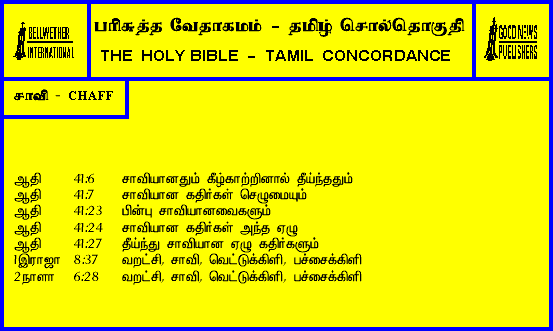 BELLWETHER
INTERNATIONAL
பரிசுத்த வேதாகமம் - தமிழ் சொல்தொகுதி
THE HOLY BIBLE - TAMIL CONCORDANCE
GOOD NEWS
PUBLISHERS
சாவி - CHAFF
ஆதி 41:6 சாவியானதும் கீழ்காற்றினால் தீய்ந்ததும்
ஆதி 41:7 சாவியான கதிர்கள் செழுமையும்
ஆதி 41:23 பின்பு சாவியானவைகளும்
ஆதி 41:24 சாவியான கதிர்கள் அந்த ஏழு
ஆதி 41:27 தீய்ந்து சாவியான ஏழு கதிர்களும்
1இராஜா 8:37 வறட்சி, சாவி, வெட்டுக்கிளி, பச்சைக்கிளி
2நாளா 6:28 வறட்சி, சாவி, வெட்டுக்கிளி, பச்சைக்கிளி